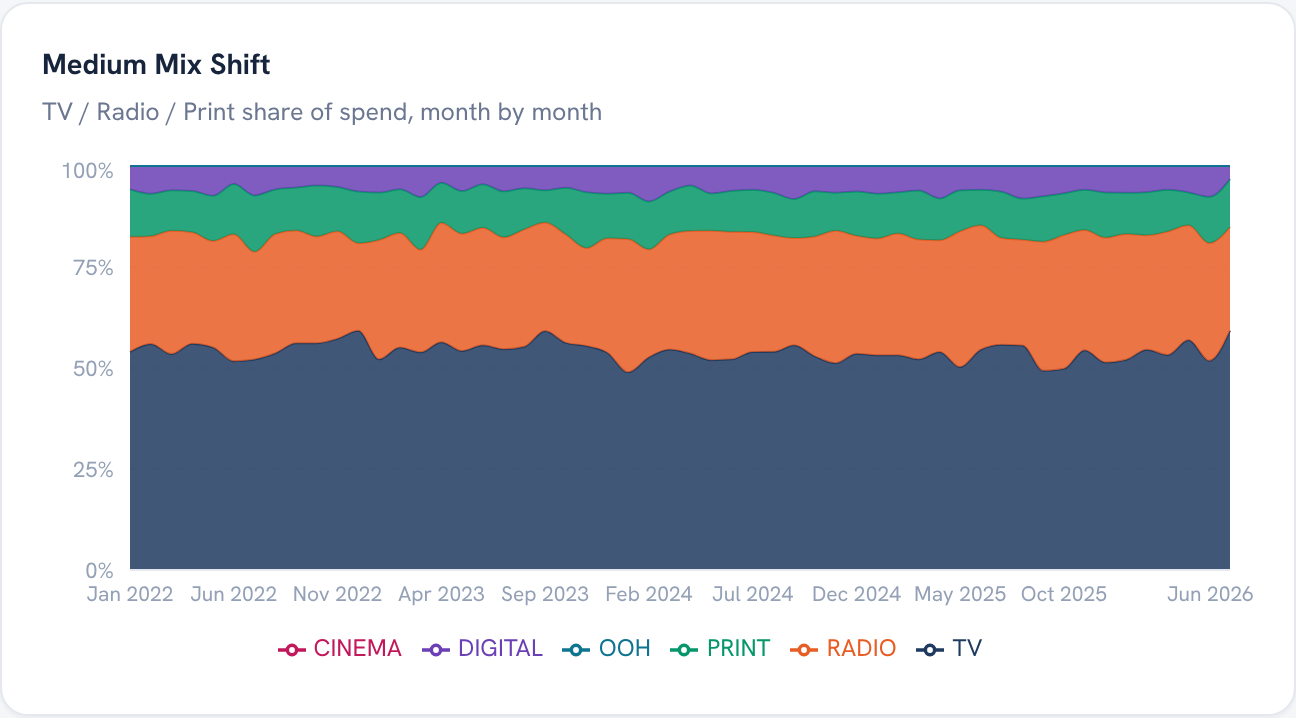 Medium Mix Shift
TV / Radio / Print share of spend, month by month
100%
75%
50%
25%
0%
Jan 2022 Jun 2022 Nov 2022 Apr 2023 Sep 2023 Feb 2024 Jul 2024 Dec 2024 May 2025 Oct 2025 Jun 2026
CINEMA DIGITAL OOH PRINT RADIO TV